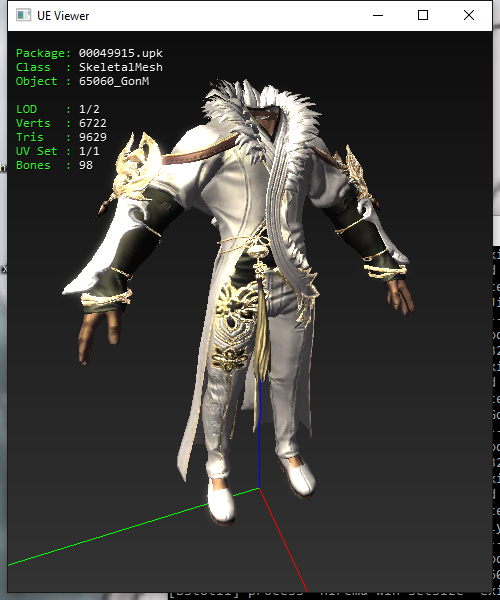 UE Viewer
Package: 00049915.upk
Class : SkeletalMesh
Object : 65060_GonM
LOD : 1/2
Verts : 6722
Tris : 9629
UV Set : 1/1
Bones : 98